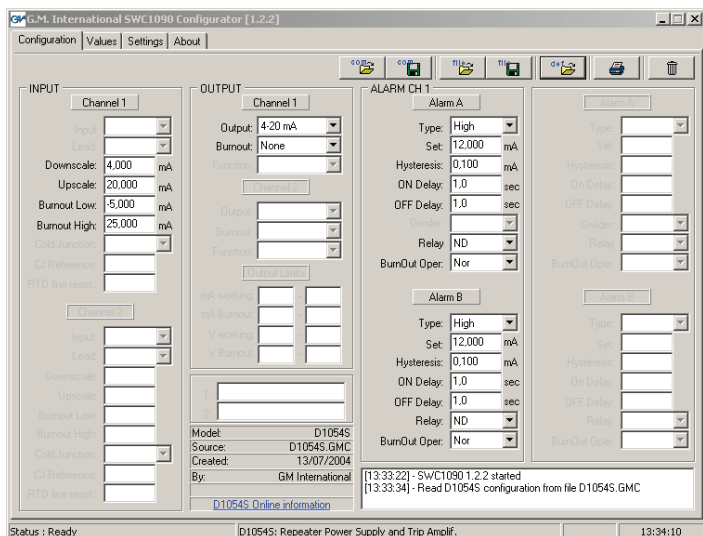 G.M. International SWC1090 Configurator [1.2.2]
Configuration Values Settings About
com com file file def
INPUT
Channel 1
Input:
Lead:
Downscale: 4,000 mA
Upscale: 20,000 mA
Burnout Low: -5,000 mA
Burnout High: 25,000 mA
Cold Junction:
CJ Reference:
RTD line resist.:
Channel 2
Input:
Lead:
Downscale:
Upscale:
Burnout Low:
Burnout High:
Cold Junction:
CJ Reference:
RTD line resist.:
OUTPUT
Channel 1
Output: 4-20 mA
Burnout: None
Function:
Channel 2
Output:
Burnout:
Function:
Output Limits
mA working: -
mA Burnout: -
V working: -
V Burnout: -
1:
2:
Model: D1054S
Source: D1054S.GMC
Created: 13/07/2004
By: GM International
D1054S Online information
ALARM CH 1
Alarm A
Type: High
Set: 12,000 mA
Hysteresis: 0,100 mA
ON Delay: 1,0 sec
OFF Delay: 1,0 sec
Divider:
Relay ND
BurnOut Oper: Nor
Alarm B
Type: High
Set: 12,000 mA
Hysteresis: 0,100 mA
ON Delay: 1,0 sec
OFF Delay: 1,0 sec
Relay: ND
BurnOut Oper: Nor
Alarm A
Type:
Set:
Hysteresis:
On Delay:
OFF Delay:
Divider:
Relay
BurnOut Oper:
Alarm B
Type:
Set:
Hysteresis:
On Delay:
OFF Delay:
Relay:
BurnOut Oper:
[13:33:22] - SWC1090 1.2.2 started
[13:33:34] - Read D1054S configuration from file D1054S.GMC
Status : Ready
D1054S: Repeater Power Supply and Trip Amplif.
13:34:10